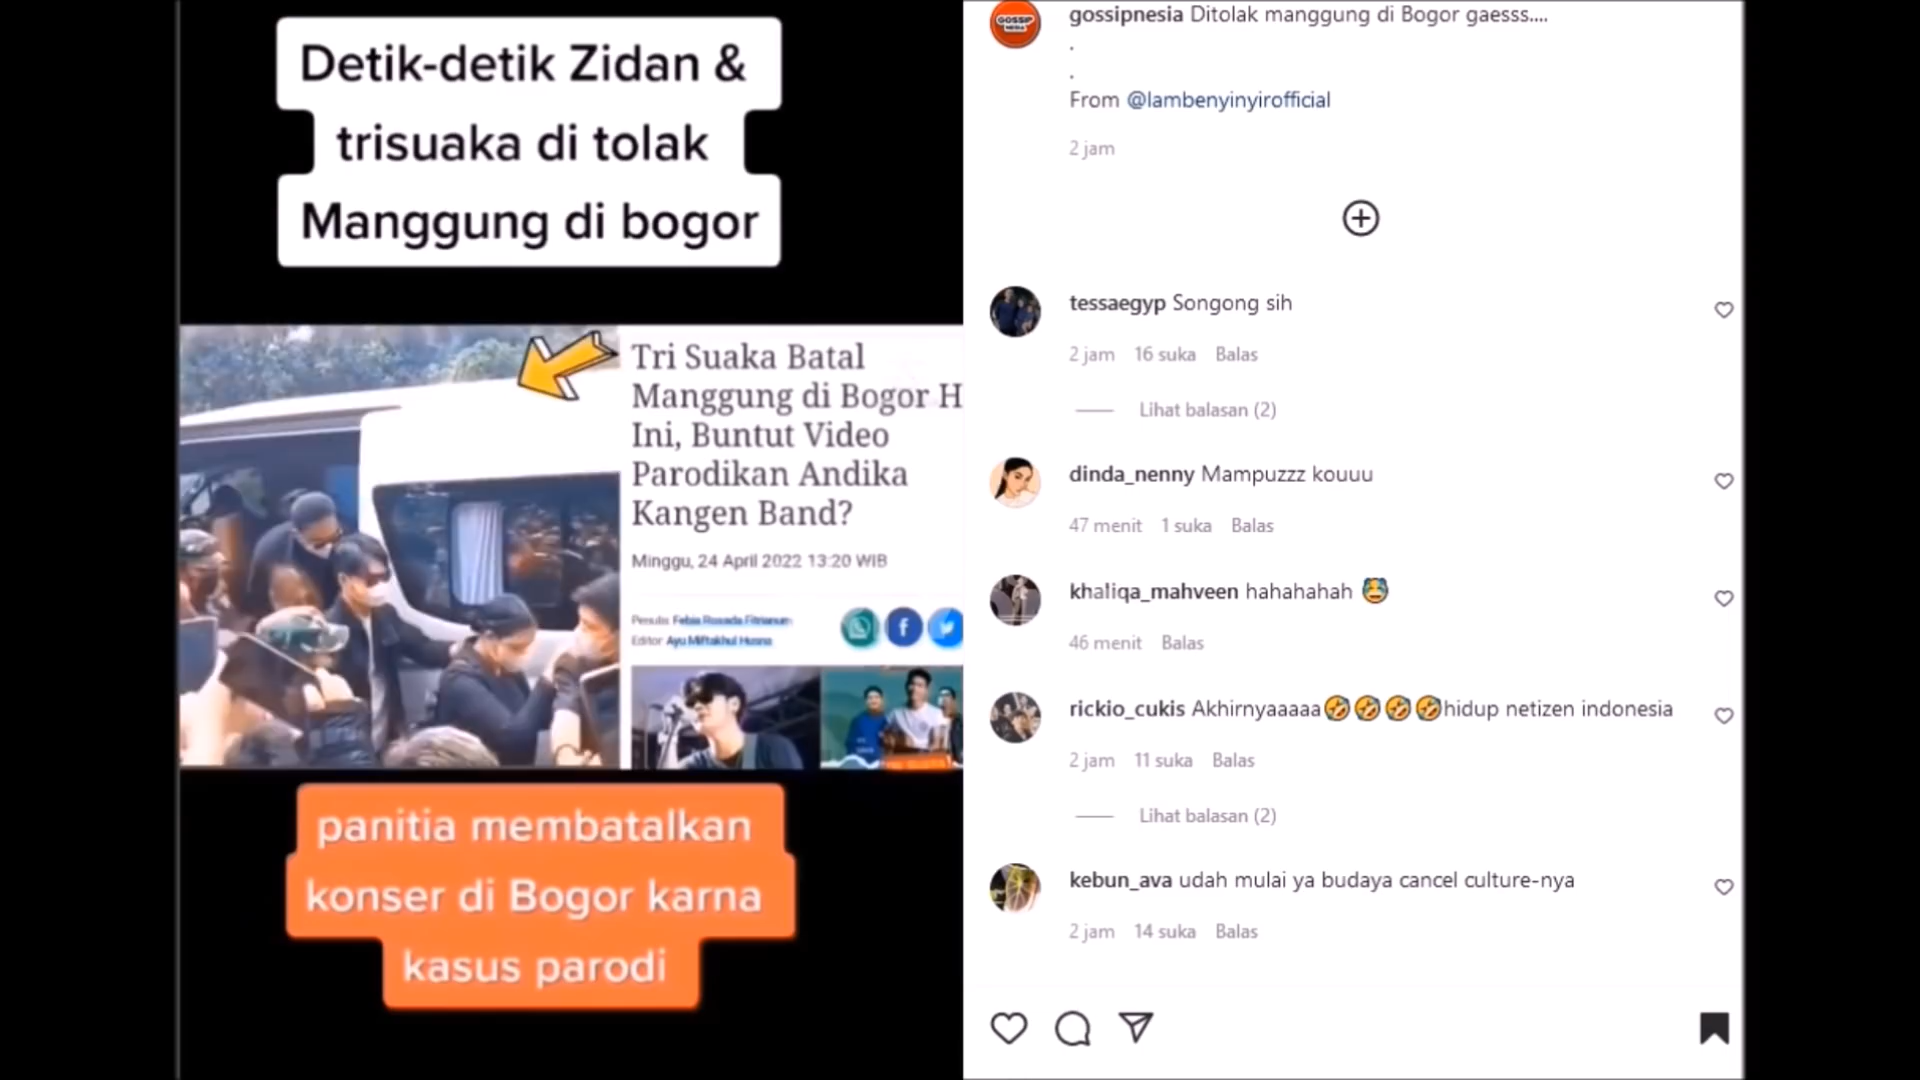 Detik-detik Zidan &
trisuaka di tolak
Manggung di bogor
Tri Suaka Batal
Manggung di Bogor H
Ini, Buntut Video
Parodikan Andika
Kangen Band?
Minggu, 24 April 2022 13:20 WIB
Penulis: Febia Rosada Fitrianum
Editor: Ayu Miftakhul Husna
panitia membatalkan
konser di Bogor karna
kasus parodi
GOSSIP
NESIA
gossipnesia Ditolak manggung di Bogor gaesss....
.
.
From @lambenyinyirofficial
2 jam
tessaegyp Songong sih
2 jam 16 suka Balas
Lihat balasan (2)
dinda_nenny Mampuzzz kouuu
47 menit 1 suka Balas
khaliqa_mahveen hahahahah 😹
46 menit Balas
rickio_cukis Akhirnyaaaaa🤣🤣🤣🤣hidup netizen indonesia
2 jam 11 suka Balas
Lihat balasan (2)
kebun_ava udah mulai ya budaya cancel culture-nya
2 jam 14 suka Balas